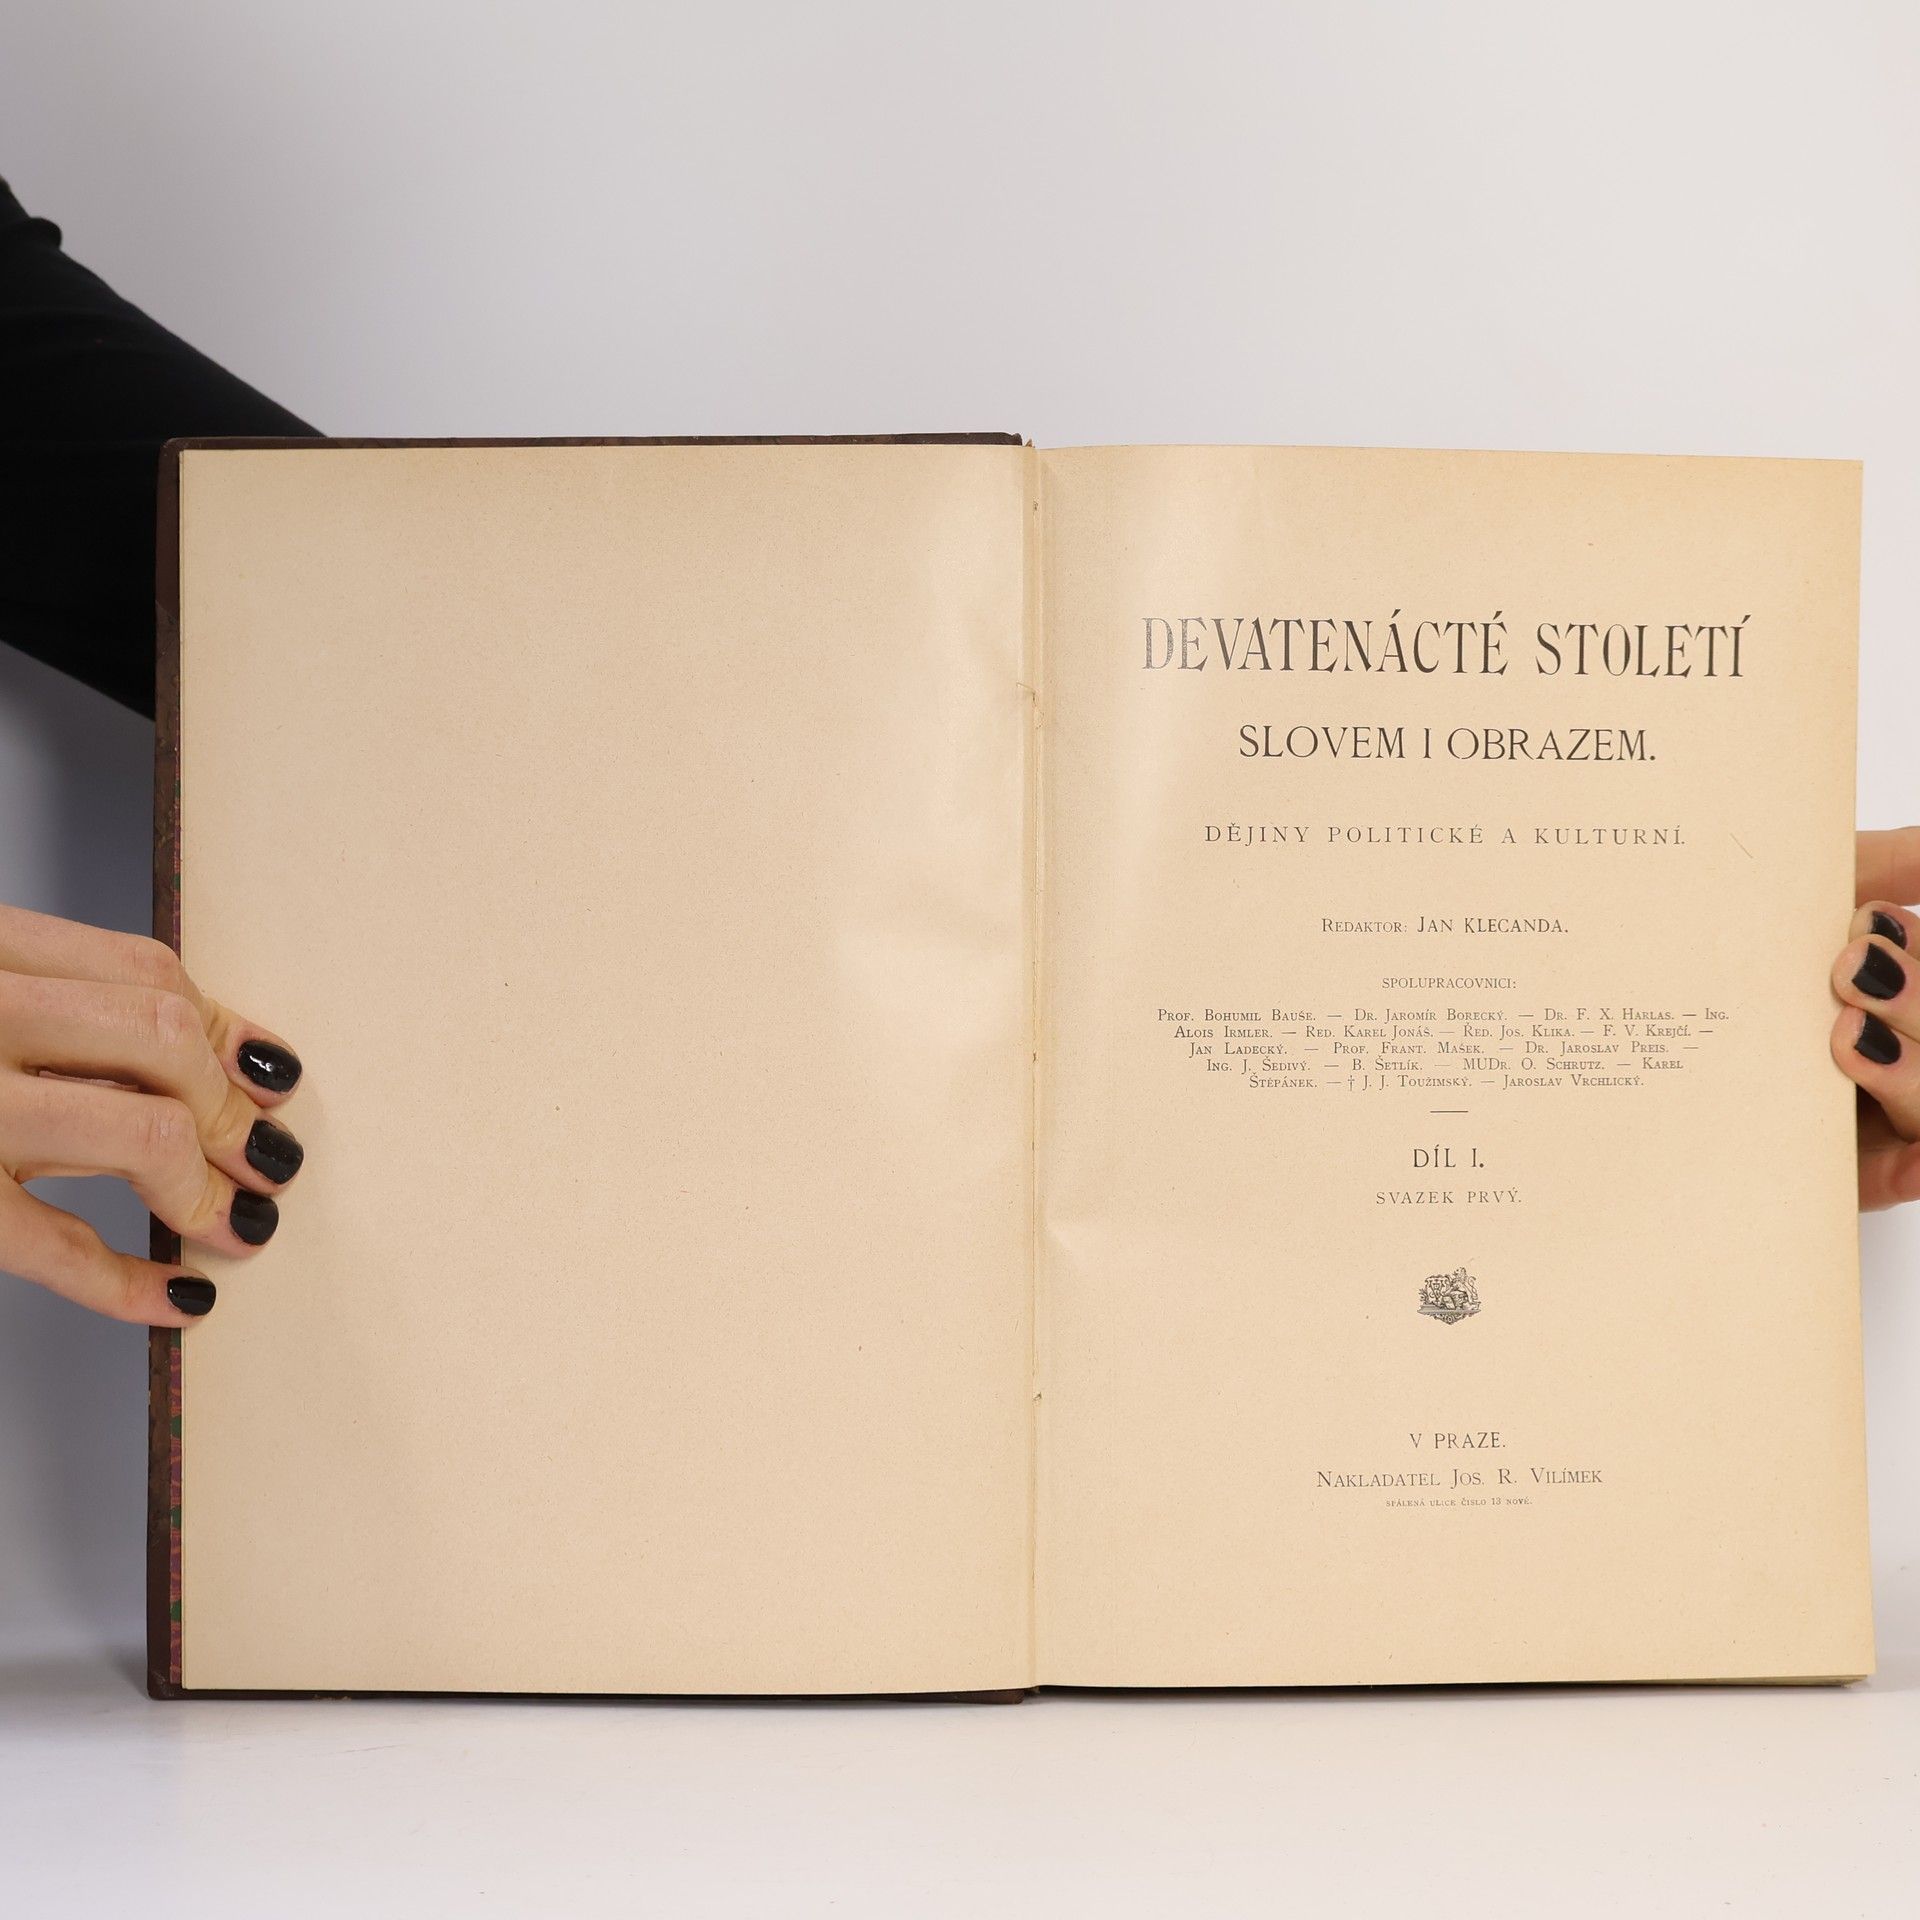 DEVATENÁCTÉ STOLETÍ
SLOVEM I OBRAZEM.
DĚJINY POLITICKÉ A KULTURNÍ.
REDAKTOR: JAN KLECANDA.
SPOLUPRACOVNICI:
PROF. BOHUMIL BAUŠE. — DR. JAROMÍR BORECKÝ. — DR. F. X. HARLAS. — ING.
ALOIS IRMLER. — RED. KAREL JONÁŠ. — ŘED. JOS. KLIKA. — F. V. KREJČÍ. —
JAN LADECKÝ. — PROF. FRANT. MAŠEK. — DR. JAROSLAV PREIS. —
ING. J. ŠEDIVÝ. — B. ŠETLÍK. — MUDR. O. SCHRUTZ. — KAREL
ŠTĚPÁNEK. — † J. J. TOUŽIMSKÝ. — JAROSLAV VRCHLICKÝ.
DÍL I.
SVAZEK PRVÝ.
V PRAZE.
NAKLADATEL JOS. R. VILÍMEK
SPÁLENÁ ULICE ČÍSLO 13 NOVÉ.